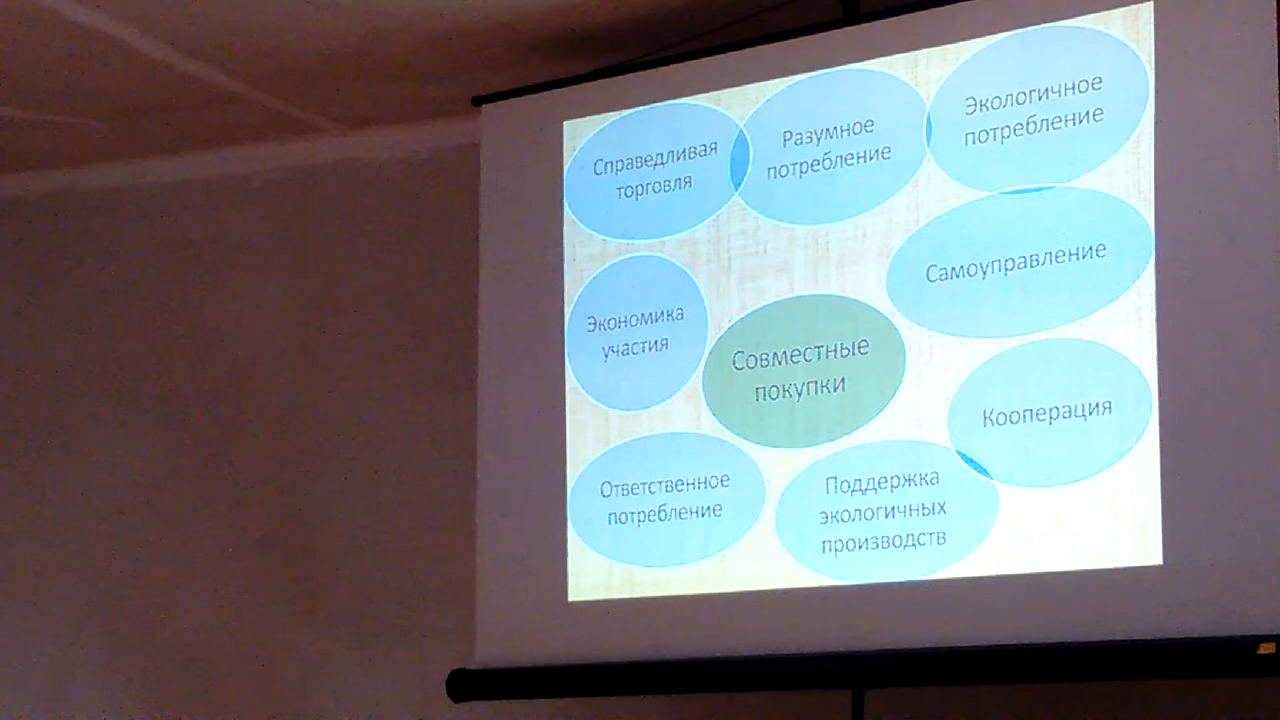 Справедливая
торговля
Разумное
потребление
Экологичное
потребление
Самоуправление
Экономика
участия
Совместные
покупки
Кооперация
Ответственное
потребление
Поддержка
экологичных
производств